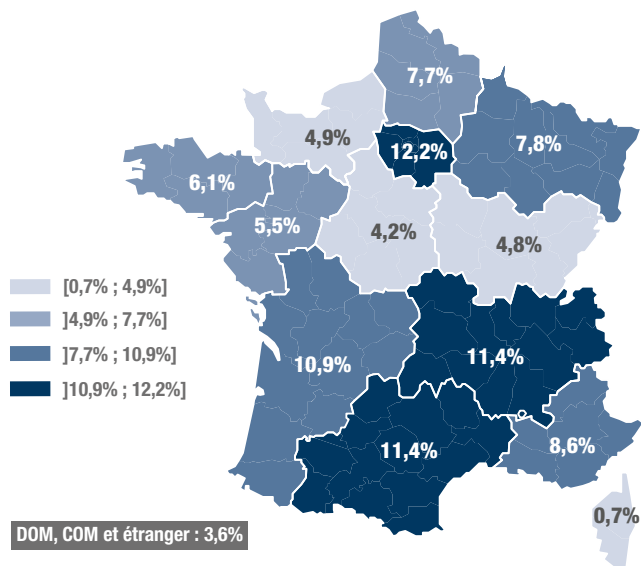 7,7%
4,9%
12,2%
7,8%
6,1%
5,5%
4,2%
4,8%
[0,7% ; 4,9%]
]4,9% ; 7,7%]
]7,7% ; 10,9%]
]10,9% ; 12,2%]
10,9%
11,4%
11,4%
8,6%
0,7%
DOM, COM et étranger : 3,6%